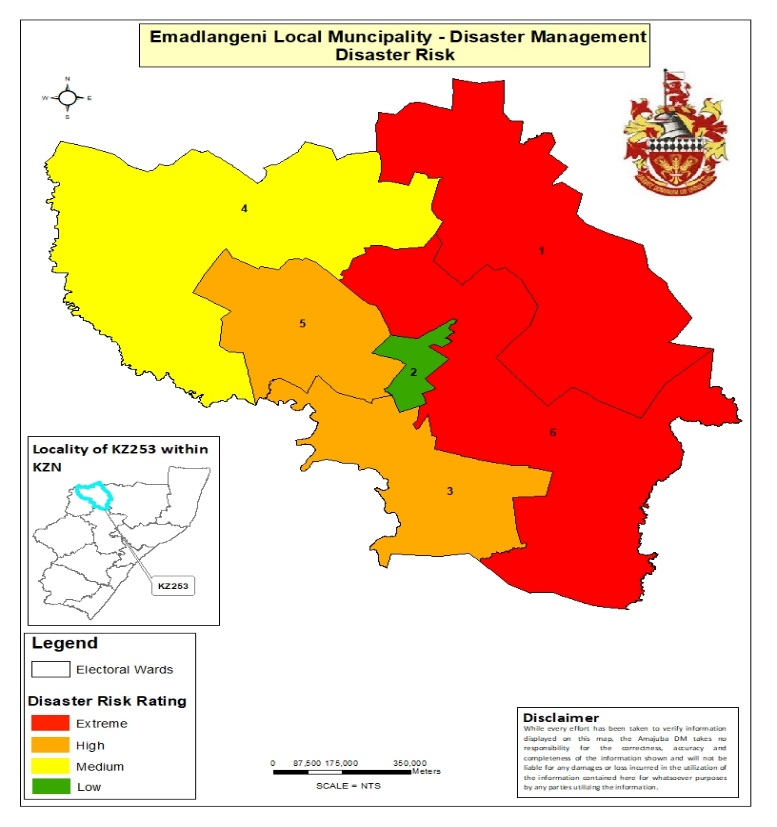 Emadlangeni Local Muncipality - Disaster Management
Disaster Risk
N
W
E
S
4
1
5
2
6
3
Locality of KZ253 within
KZN
KZ253
Legend
Electoral Wards
Disaster Risk Rating
Extreme
High
Medium
Low
0 87,500 175,000 350,000
Meters
SCALE = NTS
Disclaimer
While every effort has been taken to verify information
displayed on this map, the Amajuba DM takes no
responsibility for the correctness, accuracy and
completeness of the information shown and will not be
liable for any damages or loss incurred in the utilization of
the information contained here for whatsoever purposes
by any parties utilizing the information.